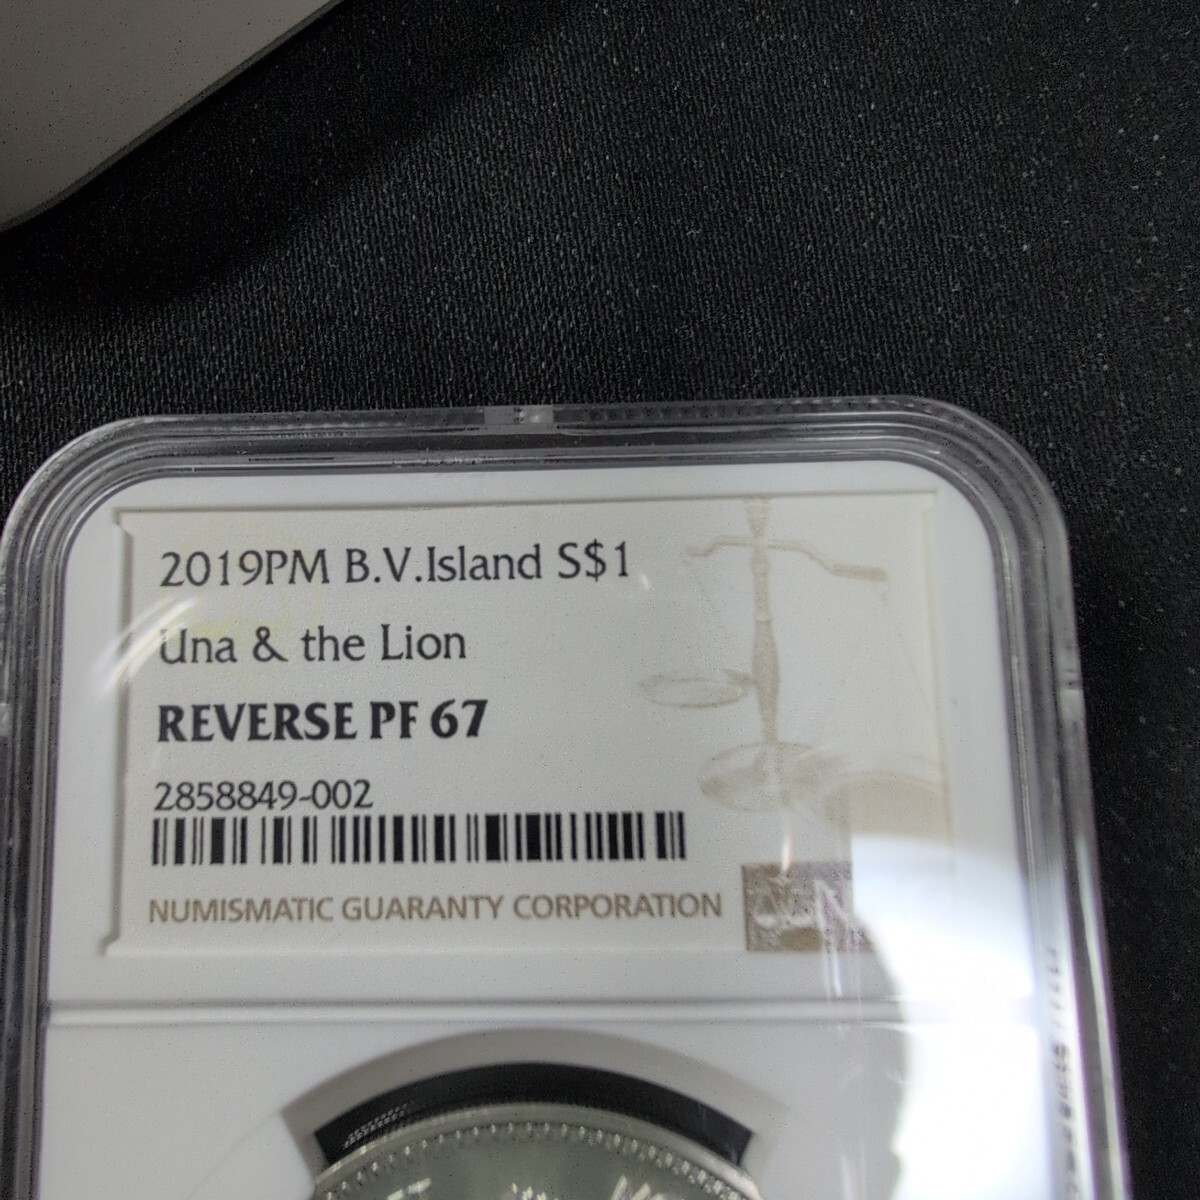 2019PM B.V.Island S$1
Una & the Lion
REVERSE PF 67
2858849-002
NUMISMATIC GUARANTY CORPORATION
N